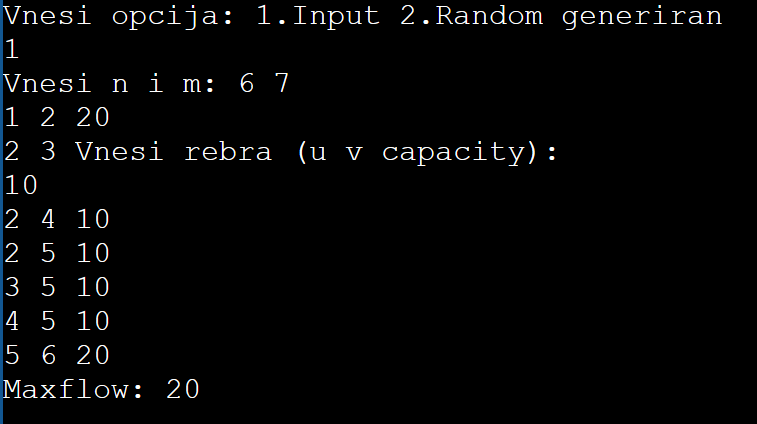 Vnesi opcija: 1.Input 2.Random generiran
1
Vnesi n i m: 6 7
1 2 20
2 3 Vnesi rebra (u v capacity):
10
2 4 10
2 5 10
3 5 10
4 5 10
5 6 20
Maxflow: 20